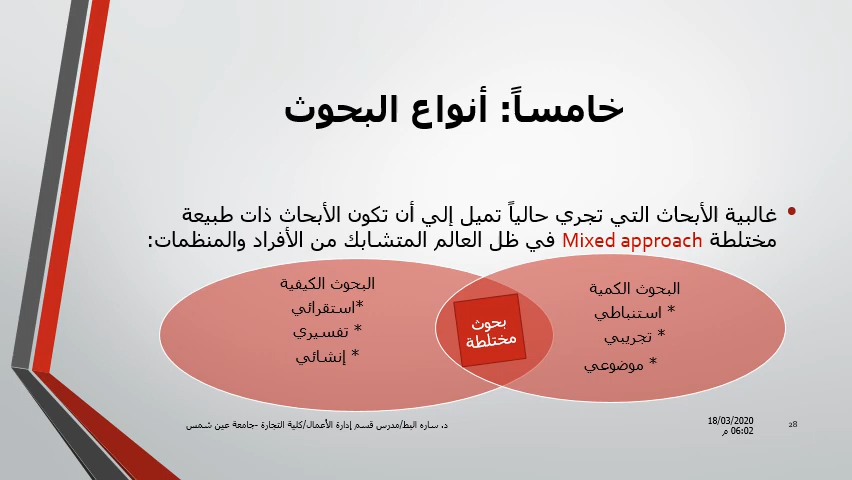 خامساً: أنواع البحوث
• غالبية الأبحاث التي تجري حالياً تميل إلي أن تكون الأبحاث ذات طبيعة
مختلطة Mixed approach في ظل العالم المتشابك من الأفراد والمنظمات:
البحوث الكمية
* استنباطي
* تجريبي
* موضوعي
بحوث
مختلطة
البحوث الكيفية
*استقرائي
* تفسيري
* إنشائي
28
18/03/2020
06:02 م
د. ساره البط/مدرس قسم إدارة الأعمال/كلية التجارة -جامعة عين شمس